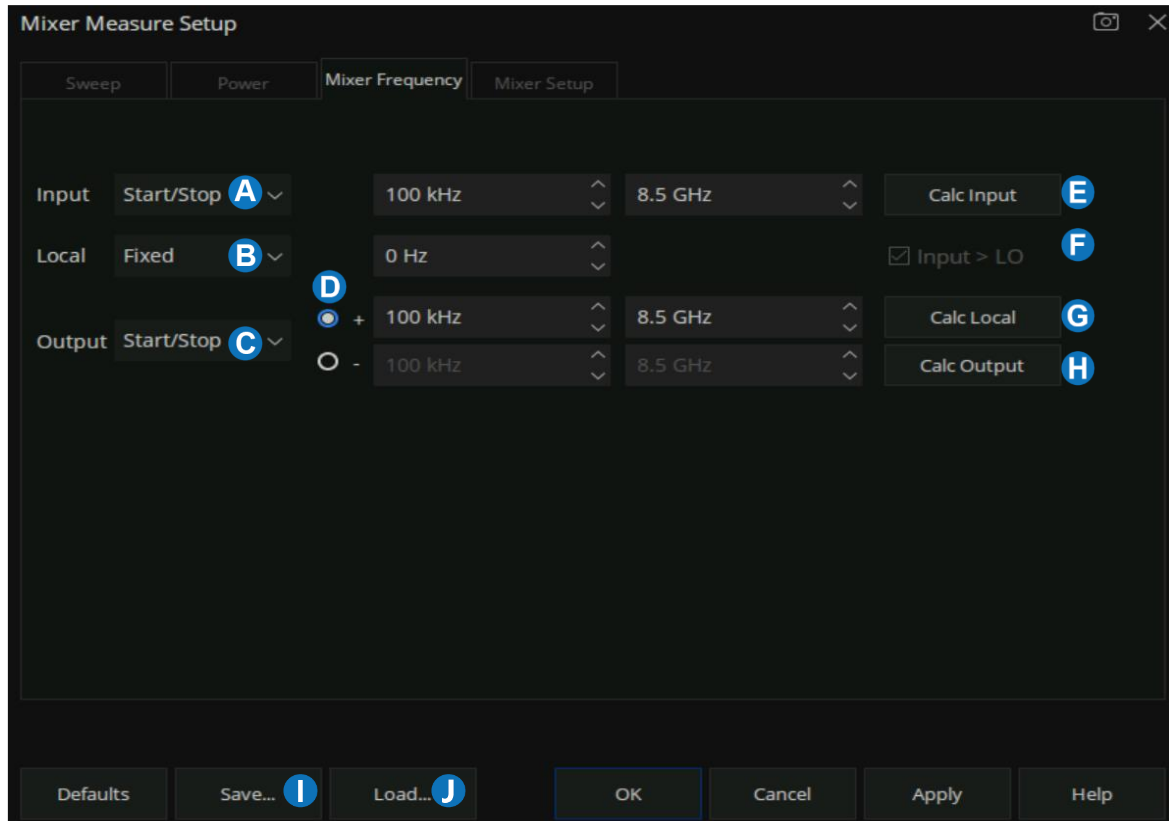 Mixer Measure Setup
Sweep Power Mixer Frequency Mixer Setup
Input Start/Stop A 100 kHz 8.5 GHz Calc Input E
Local Fixed B 0 Hz Input > LO F
D
+ 100 kHz 8.5 GHz Calc Local G
Output Start/Stop C
- 100 kHz 8.5 GHz Calc Output H
Defaults Save... I Load... J OK Cancel Apply Help